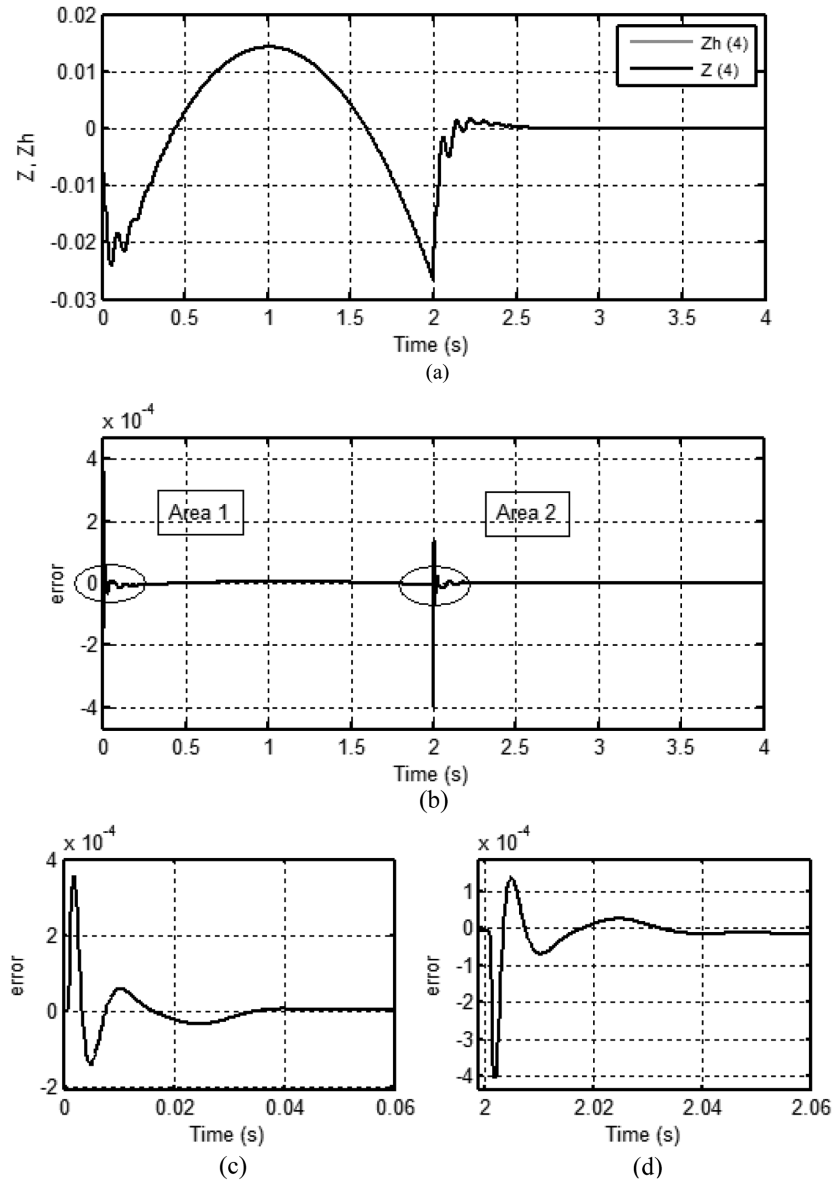 0.02
0.01
0
-0.01
-0.02
-0.03
Z, Zh
Zh (4)
Z (4)
0 0.5 1 1.5 2 2.5 3 3.5 4
Time (s)
(a)
x 10^-4
4
2
0
-2
-4
error
Area 1
Area 2
0 0.5 1 1.5 2 2.5 3 3.5 4
Time (s)
(b)
x 10^-4
4
2
0
-2
error
0 0.02 0.04 0.06
Time (s)
(c)
x 10^-4
1
0
-1
-2
-3
-4
error
2 2.02 2.04 2.06
Time (s)
(d)